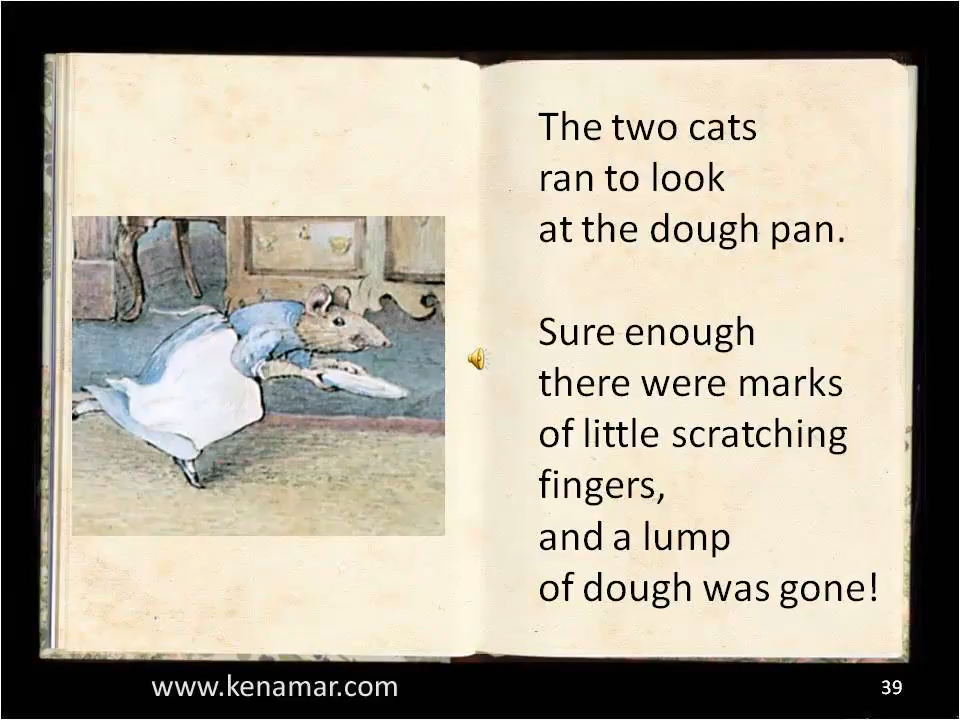 The two cats
ran to look
at the dough pan.
Sure enough
there were marks
of little scratching
fingers,
and a lump
of dough was gone!
www.kenamar.com
39